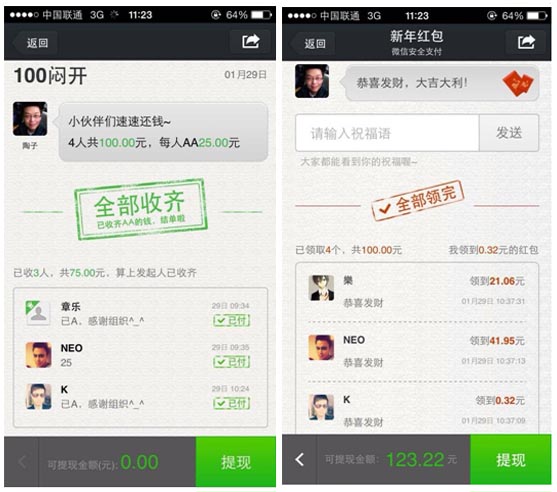 中国联通 3G 11:23 64%
返回
100闷开 01月29日
陶子
小伙伴们速速还钱~
4人共100.00元，每人AA25.00元
全部收齐
已收齐AA的钱，结单啦
已收3人，共75.00元，算上发起人已收齐
章乐 29日 09:34
已A，感谢组织^_^ 已付
NEO 29日 09:35
25 已付
K 29日 10:24
已A，感谢组织^_^ 已付
可提现金额(元): 0.00 提现
中国联通 3G 11:23 64%
返回 新年红包
微信安全支付
恭喜发财，大吉大利！
请输入祝福语 发送
大家都能看到你的祝福喔~
全部领完
已领取4个，共100.00元 我领到0.32元的红包
樂 领到21.06元
恭喜发财 01月29日 10:37:31
NEO 领到41.95元
恭喜发财 01月29日 10:37:13
K 领到0.32元
恭喜发财 01月29日 10:37:09
可提现金额: 123.22 元 提现